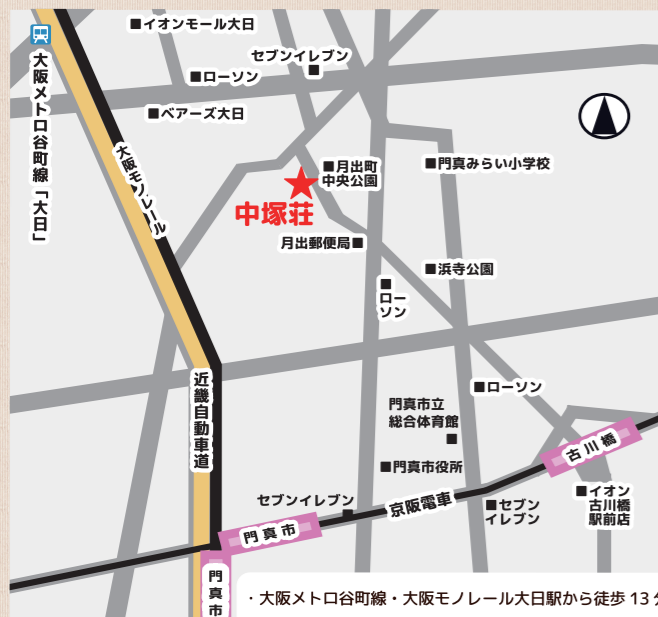 ■イオンモール大日
セブンイレブン
■ローソン
■ベアーズ大日
大阪メトロ谷町線「大日」
大阪モノレール
■月出町
中央公園
■門真みらい小学校
中塚荘
月出郵便局■
■浜寺公園
■
ロー
ソン
近畿自動車道
■ローソン
門真市立
総合体育館
■門真市役所
古川橋
セブンイレブン
京阪電車
■セブン
イレブン
■イオン
古川橋
駅前店
門真市
門真市
・大阪メトロ谷町線・大阪モノレール大日駅から徒歩 13